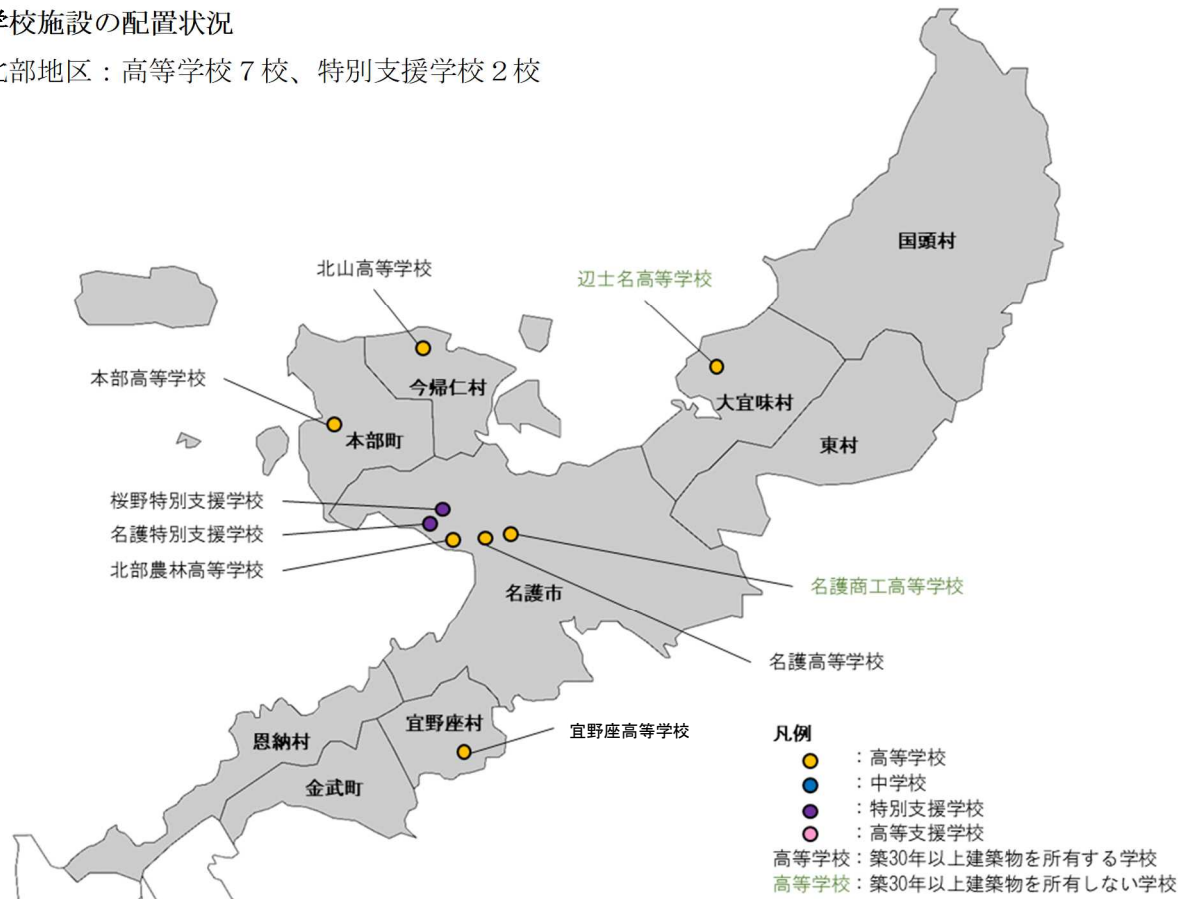 校施設の配置状況
部地区：高等学校７校、特別支援学校２校
国頭村
北山高等学校
辺士名高等学校
本部高等学校
今帰仁村
大宜味村
本部町
東村
桜野特別支援学校
名護特別支援学校
北部農林高等学校
名護商工高等学校
名護市
名護高等学校
宜野座村
宜野座高等学校
恩納村
金武町
凡例
：高等学校
：中学校
：特別支援学校
：高等支援学校
高等学校：築30年以上建築物を所有する学校
高等学校：築30年以上建築物を所有しない学校